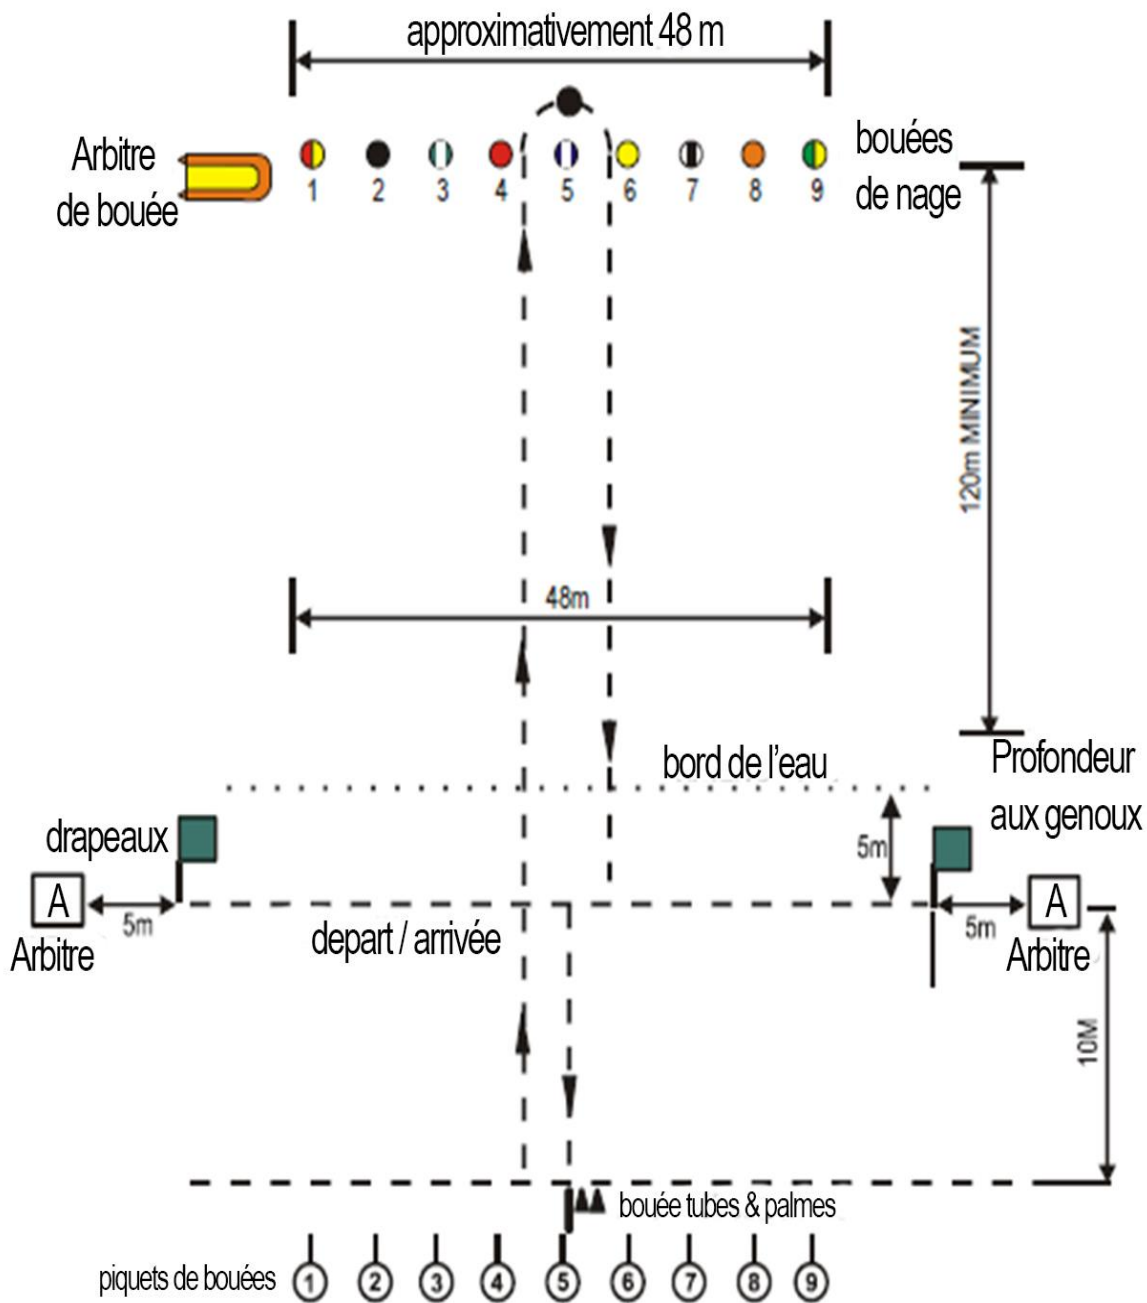 approximativement 48 m
Arbitre
de bouée
bouées
de nage
1 2 3 4 5 6 7 8 9
120m MINIMUM
48m
bord de l'eau
Profondeur
aux genoux
drapeaux
5m
A
5m
Arbitre
depart / arrivée
5m
A
Arbitre
10M
bouée tubes & palmes
piquets de bouées 1 2 3 4 5 6 7 8 9